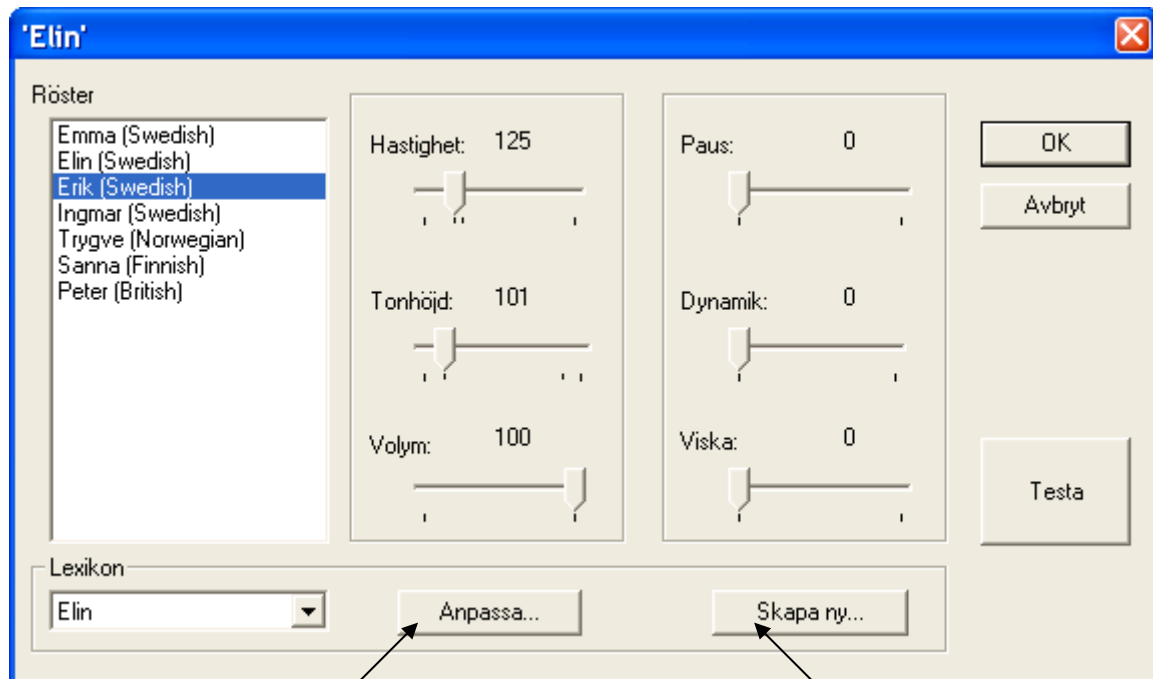 'Elin'
Röster
Emma (Swedish)
Elin (Swedish)
Erik (Swedish)
Ingmar (Swedish)
Trygve (Norwegian)
Sanna (Finnish)
Peter (British)
Hastighet: 125
Tonhöjd: 101
Volym: 100
Paus: 0
Dynamik: 0
Viska: 0
OK
Avbryt
Testa
Lexikon
Elin
Anpassa...
Skapa ny...